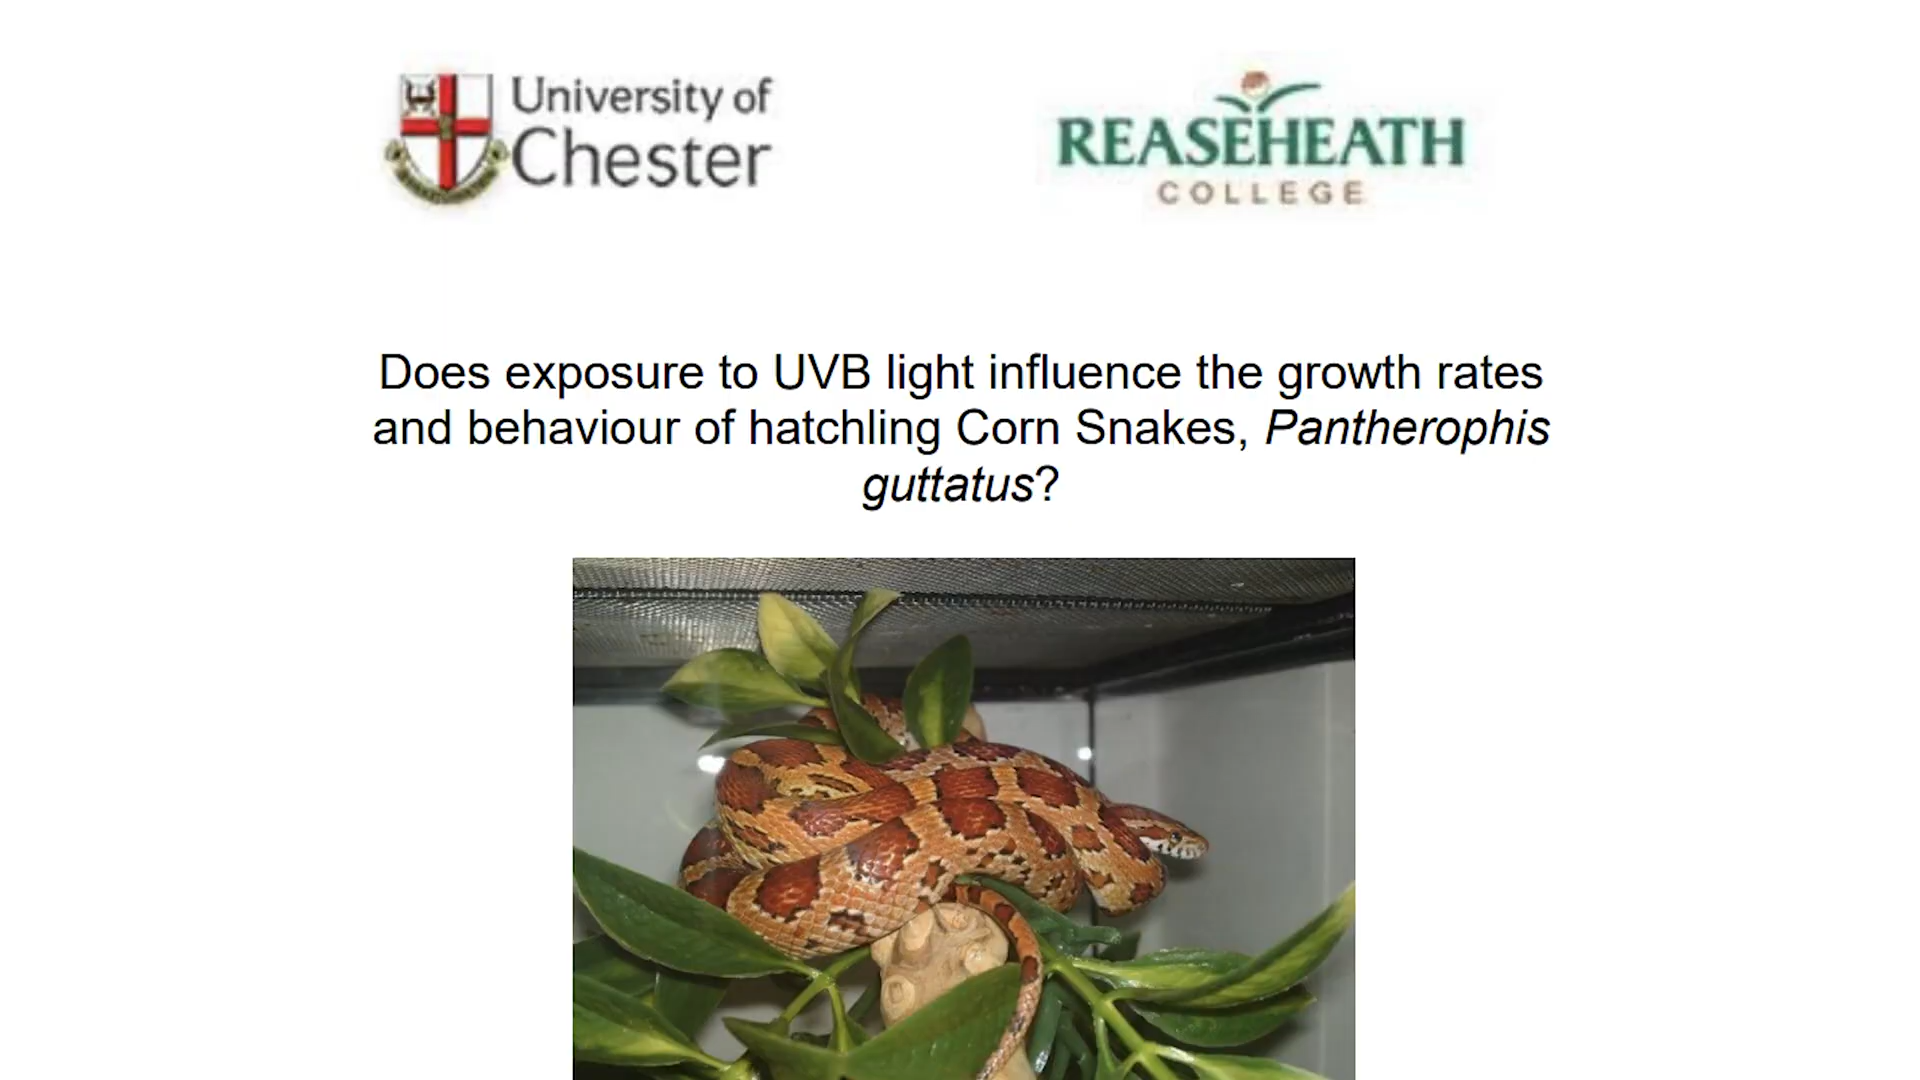 University of
Chester
REASEHEATH
COLLEGE
Does exposure to UVB light influence the growth rates
and behaviour of hatchling Corn Snakes, Pantherophis
guttatus?